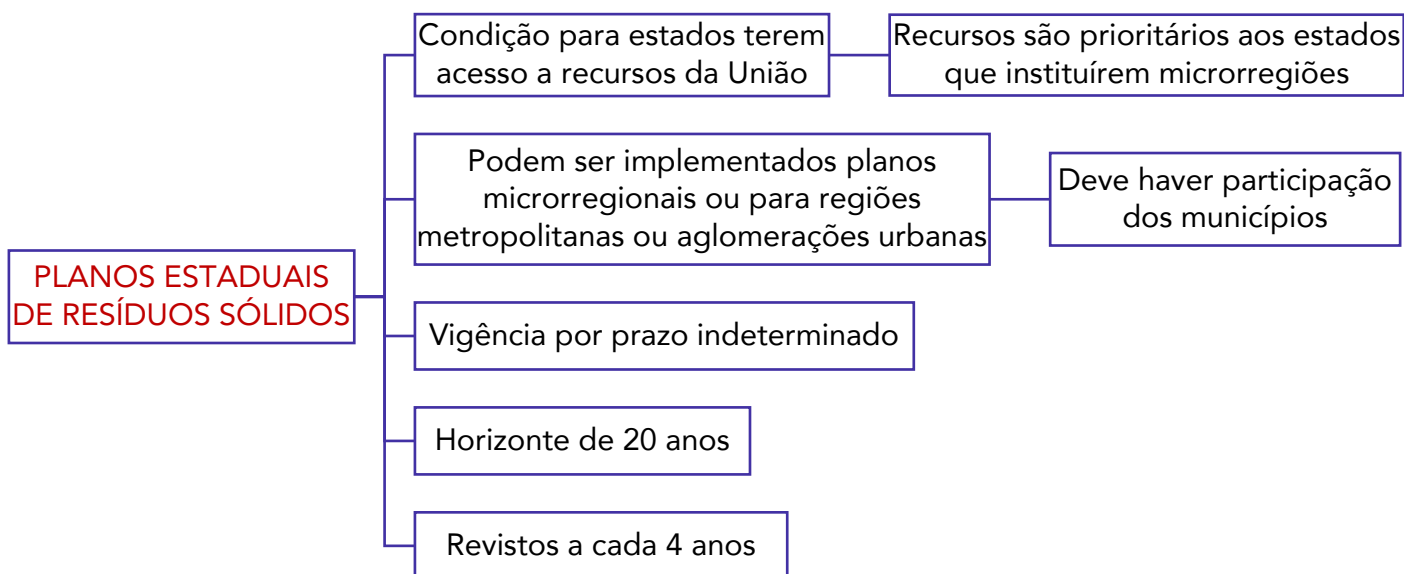 PLANOS ESTADUAIS
DE RESÍDUOS SÓLIDOS
Condição para estados terem
acesso a recursos da União
Recursos são prioritários aos estados
que instituírem microrregiões
Podem ser implementados planos
microrregionais ou para regiões
metropolitanas ou aglomerações urbanas
Deve haver participação
dos municípios
Vigência por prazo indeterminado
Horizonte de 20 anos
Revistos a cada 4 anos